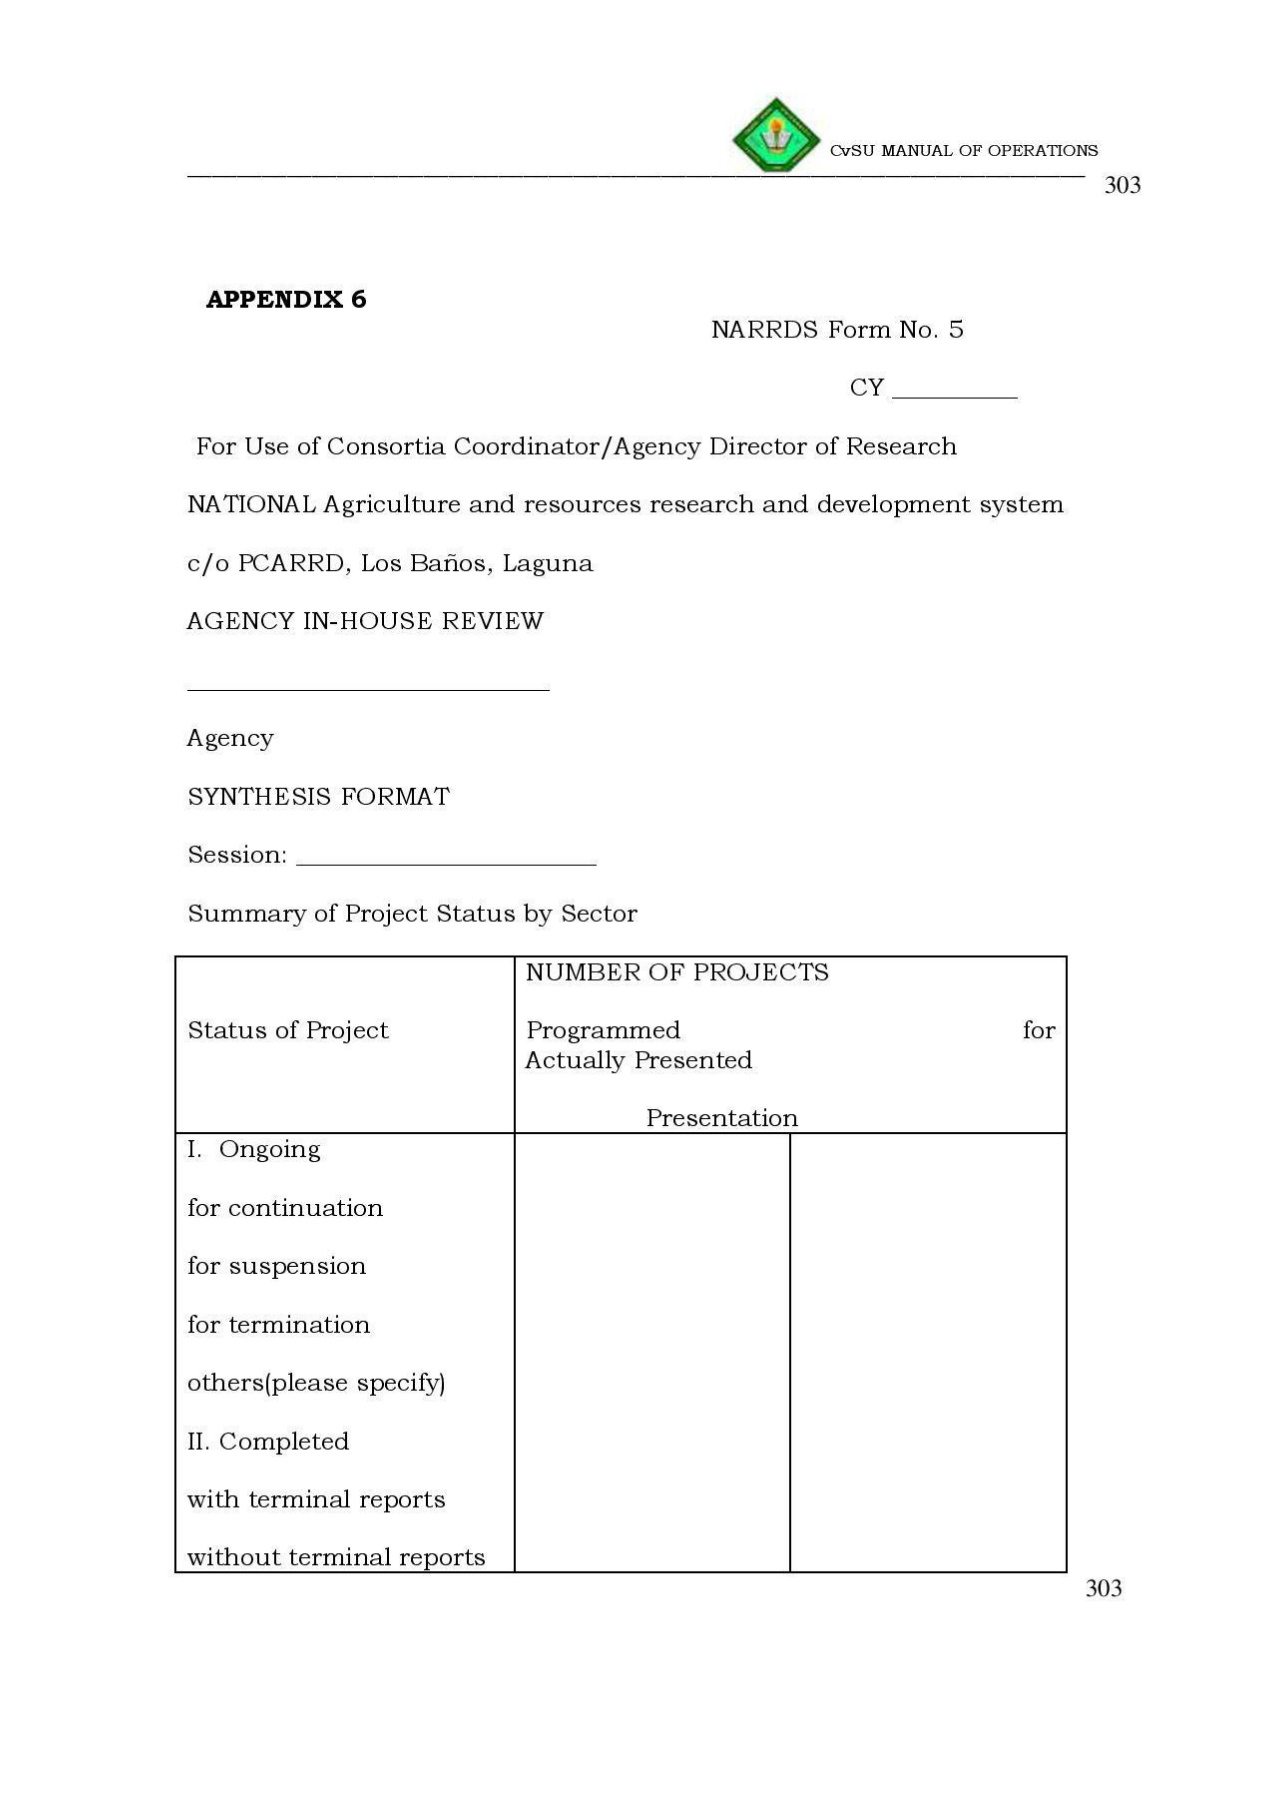 CvSU MANUAL OF OPERATIONS
303
APPENDIX 6
NARRDS Form No. 5
CY __________
For Use of Consortia Coordinator/Agency Director of Research
NATIONAL Agriculture and resources research and development system
c/o PCARRD, Los Baños, Laguna
AGENCY IN-HOUSE REVIEW
_____________________________
Agency
SYNTHESIS FORMAT
Session: ________________________
Summary of Project Status by Sector
NUMBER OF PROJECTS
Status of Project
Programmed for
Actually Presented
Presentation
I. Ongoing
for continuation
for suspension
for termination
others(please specify)
II. Completed
with terminal reports
without terminal reports
303